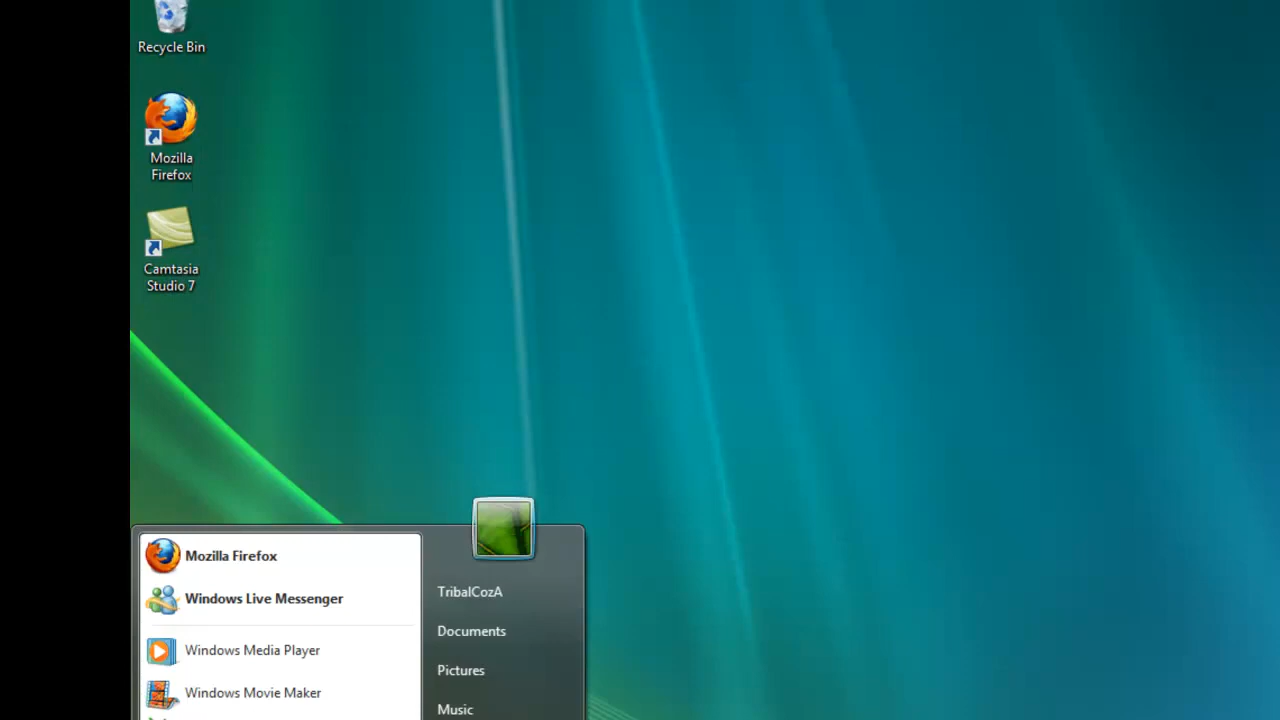 Recycle Bin
Mozilla
Firefox
Camtasia
Studio 7
Mozilla Firefox
Windows Live Messenger
Windows Media Player
Windows Movie Maker
TribalCozA
Documents
Pictures
Music